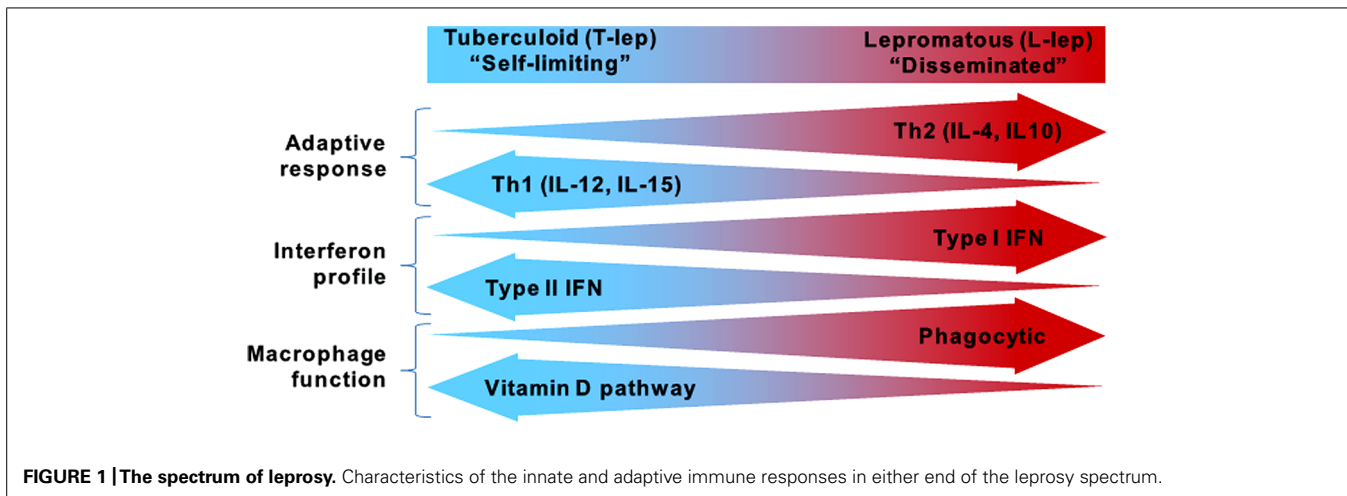 Tuberculoid (T-lep)
“Self-limiting”
Lepromatous (L-lep)
“Disseminated”
Adaptive
response
Th2 (IL-4, IL10)
Th1 (IL-12, IL-15)
Interferon
profile
Type I IFN
Type II IFN
Macrophage
function
Phagocytic
Vitamin D pathway
FIGURE 1 | The spectrum of leprosy. Characteristics of the innate and adaptive immune responses in either end of the leprosy spectrum.